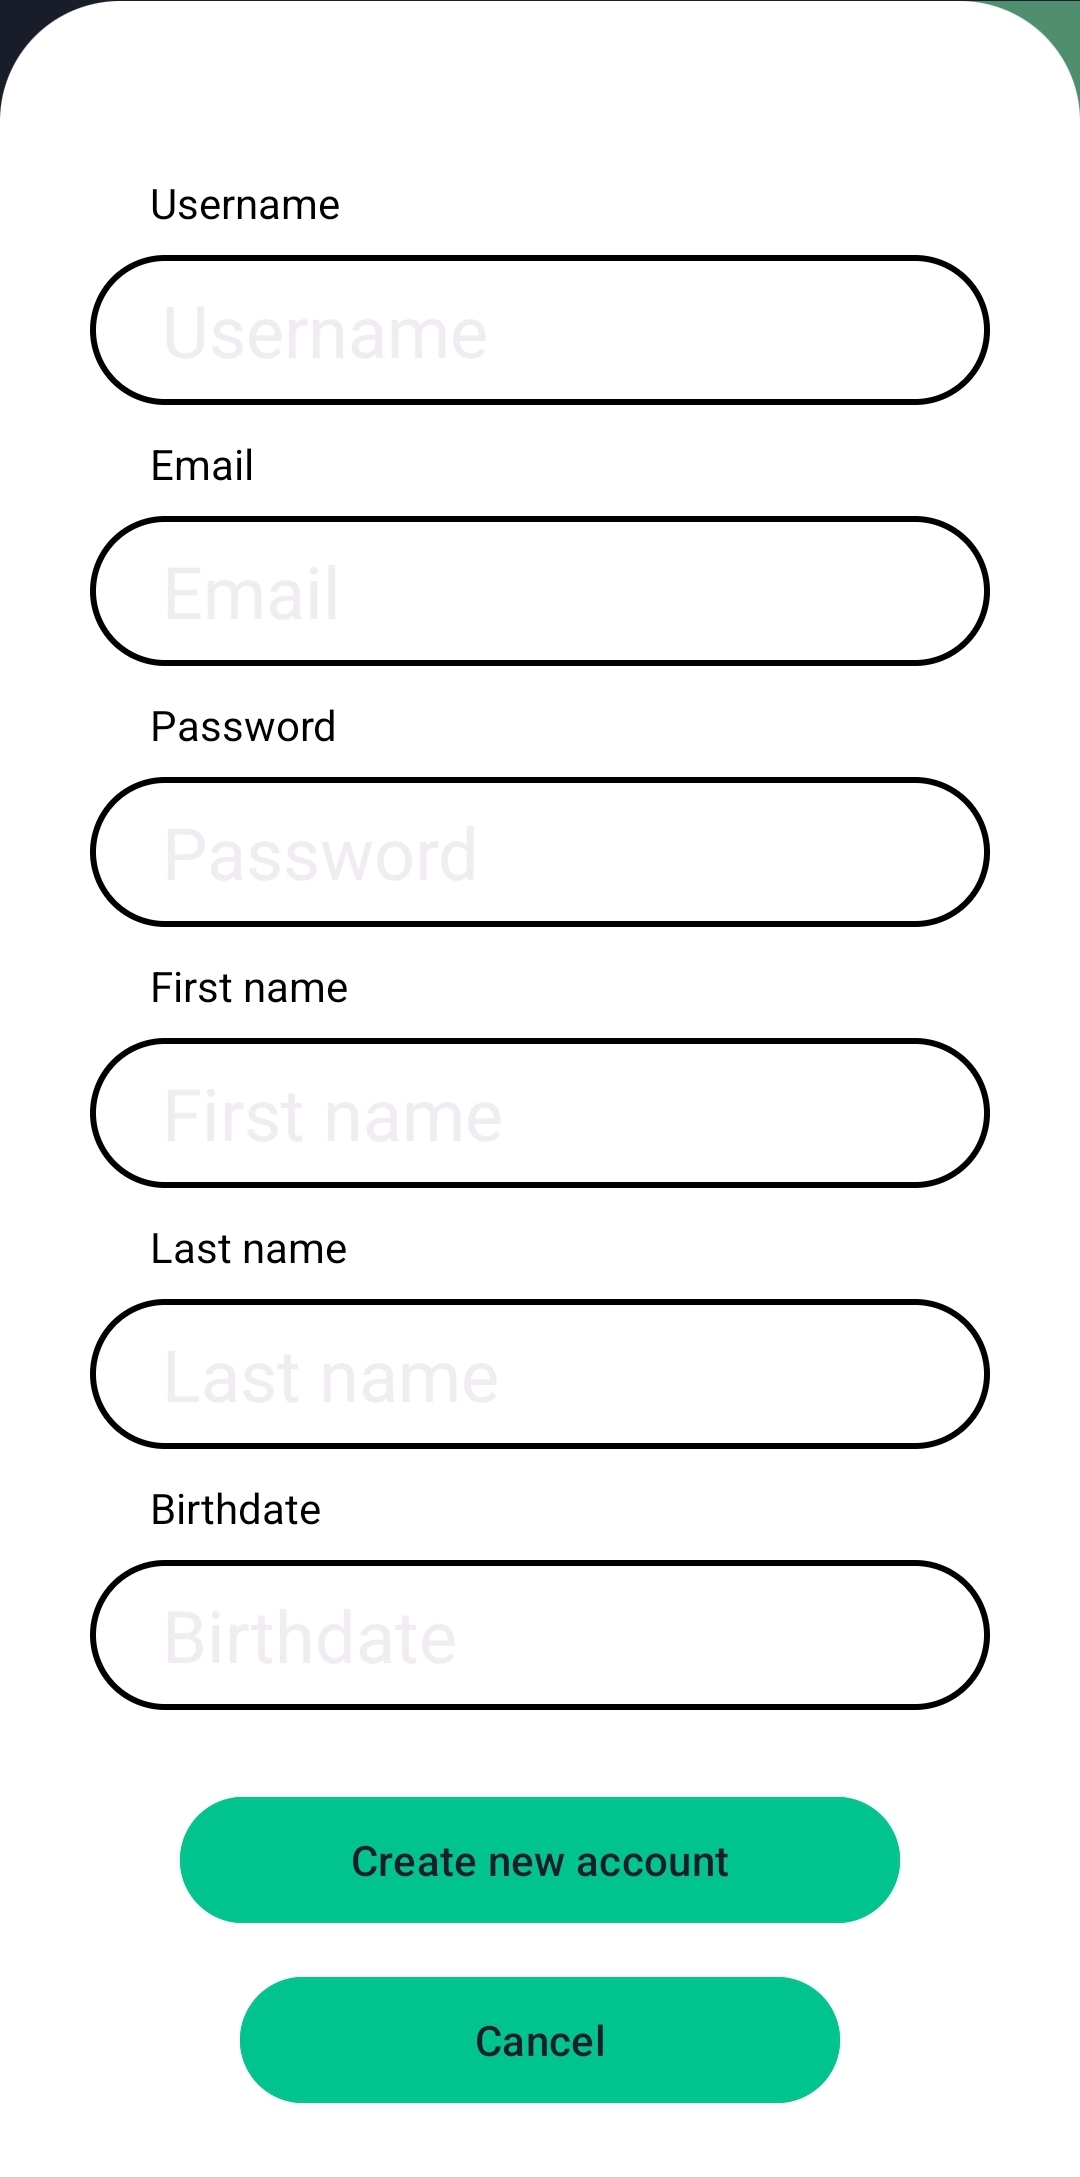 Username
Username
Email
Email
Password
Password
First name
First name
Last name
Last name
Birthdate
Birthdate
Create new account
Cancel